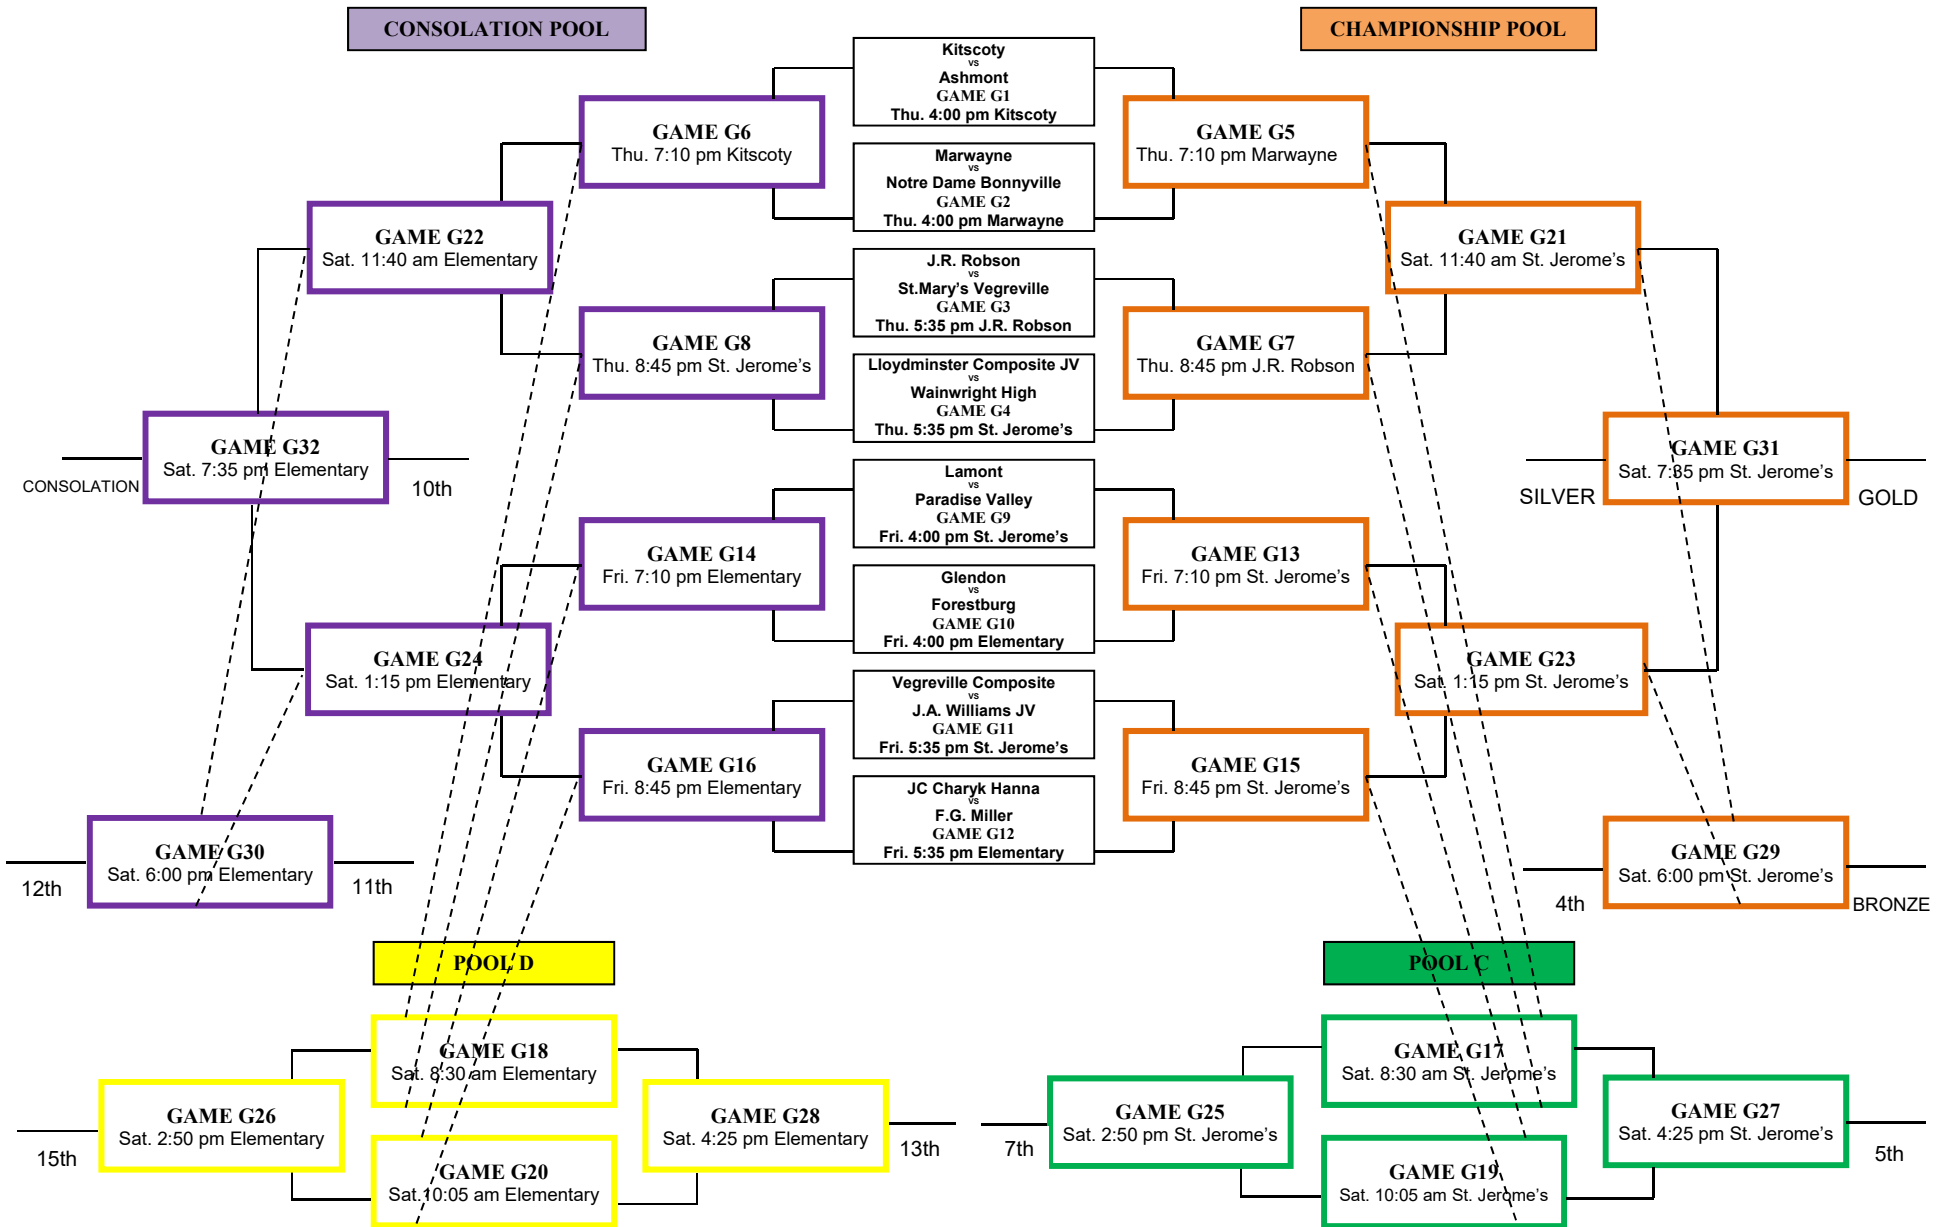 CONSOLATION POOL
CHAMPIONSHIP POOL
Kitscoty
vs
Ashmont
GAME G1
Thu. 4:00 pm Kitscoty
GAME G6
Thu. 7:10 pm Kitscoty
GAME G5
Thu. 7:10 pm Marwayne
Marwayne
vs
Notre Dame Bonnyville
GAME G2
Thu. 4:00 pm Marwayne
GAME G22
Sat. 11:40 am Elementary
GAME G21
Sat. 11:40 am St. Jerome's
J.R. Robson
vs
St.Mary's Vegreville
GAME G3
Thu. 5:35 pm J.R. Robson
GAME G8
Thu. 8:45 pm St. Jerome's
GAME G7
Thu. 8:45 pm J.R. Robson
Lloydminster Composite JV
vs
Wainwright High
GAME G4
Thu. 5:35 pm St. Jerome's
GAME G32
Sat. 7:35 pm Elementary
CONSOLATION
10th
GAME G31
Sat. 7:35 pm St. Jerome's
SILVER
GOLD
Lamont
vs
Paradise Valley
GAME G9
Fri. 4:00 pm St. Jerome's
GAME G14
Fri. 7:10 pm Elementary
GAME G13
Fri. 7:10 pm St. Jerome's
Glendon
vs
Forestburg
GAME G10
Fri. 4:00 pm Elementary
GAME G24
Sat. 1:15 pm Elementary
GAME G23
Sat. 1:15 pm St. Jerome's
Vegreville Composite
vs
J.A. Williams JV
GAME G11
Fri. 5:35 pm St. Jerome's
GAME G16
Fri. 8:45 pm Elementary
GAME G15
Fri. 8:45 pm St. Jerome's
JC Charyk Hanna
vs
F.G. Miller
GAME G12
Fri. 5:35 pm Elementary
GAME G30
Sat. 6:00 pm Elementary
12th
11th
GAME G29
Sat. 6:00 pm St. Jerome's
4th
BRONZE
POOL D
POOL C
GAME G18
Sat. 8:30 am Elementary
GAME G17
Sat. 8:30 am St. Jerome's
GAME G26
Sat. 2:50 pm Elementary
15th
GAME G28
Sat. 4:25 pm Elementary
13th
GAME G25
Sat. 2:50 pm St. Jerome's
7th
GAME G27
Sat. 4:25 pm St. Jerome's
5th
GAME G20
Sat.10:05 am Elementary
GAME G19
Sat. 10:05 am St. Jerome's